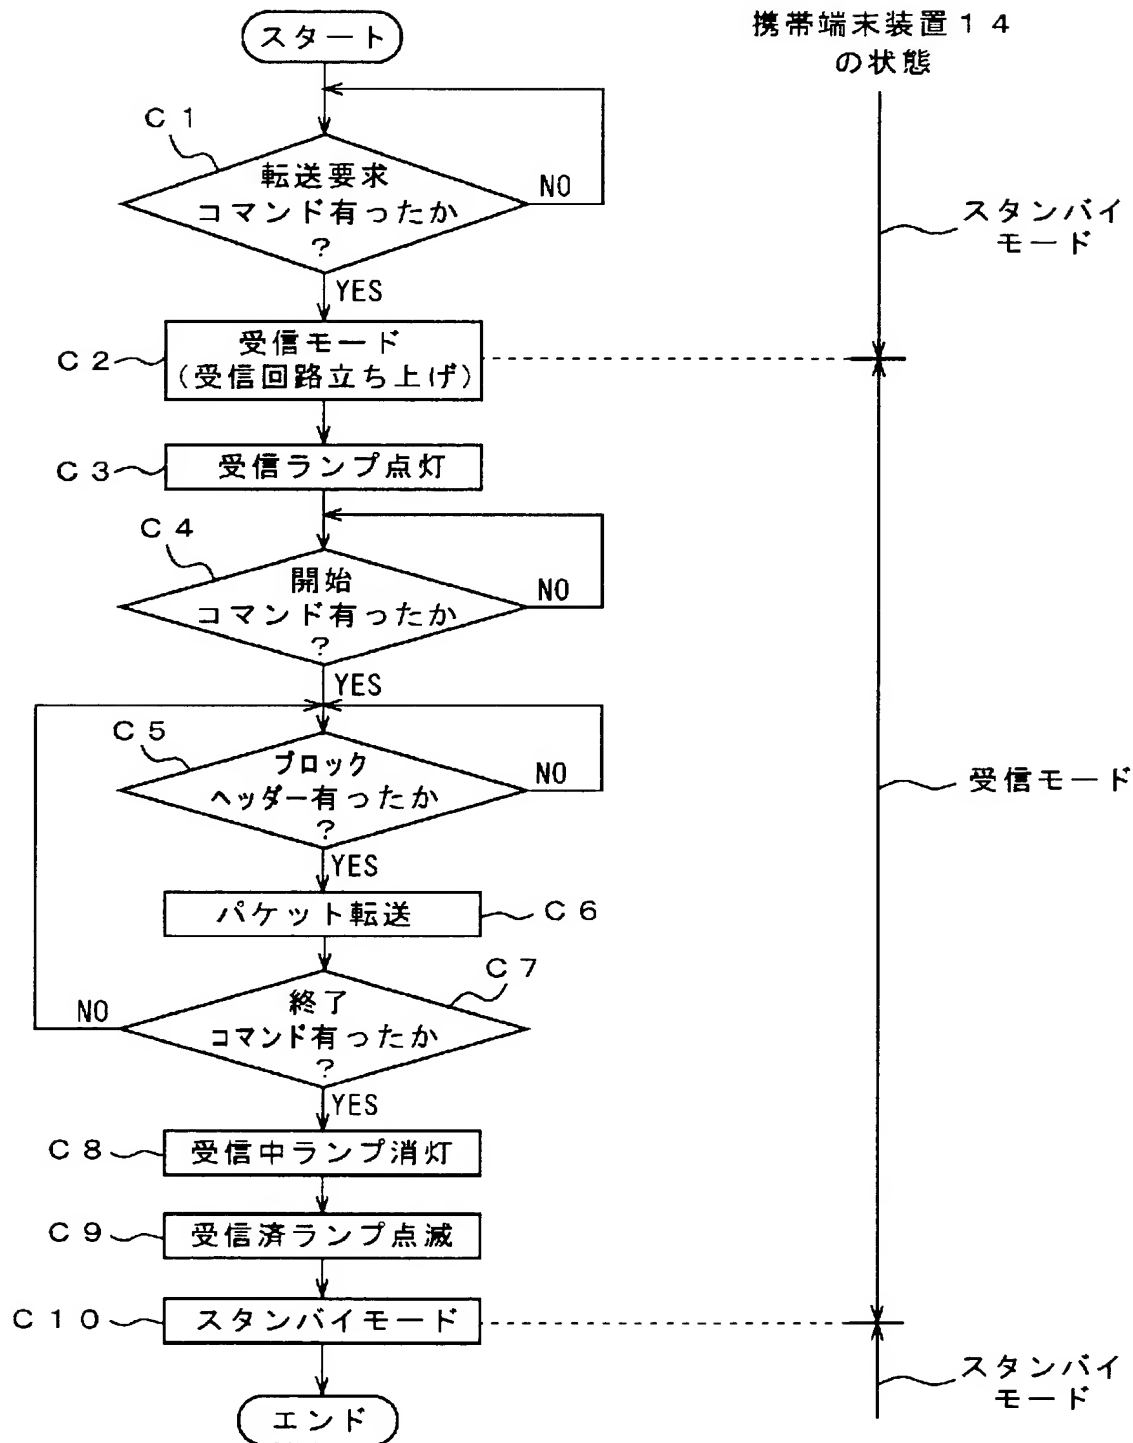 スタート
携帯端末装置14
の状態
C1
転送要求
コマンド有ったか
?
NO
スタンバイ
モード
YES
C2
受信モード
(受信回路立ち上げ)
C3
受信ランプ点灯
C4
開始
コマンド有ったか
?
NO
YES
C5
ブロック
ヘッダー有ったか
?
NO
受信モード
YES
パケット転送
C6
C7
終了
コマンド有ったか
?
NO
YES
C8
受信中ランプ消灯
C9
受信済ランプ点滅
C10
スタンバイモード
スタンバイ
モード
エンド